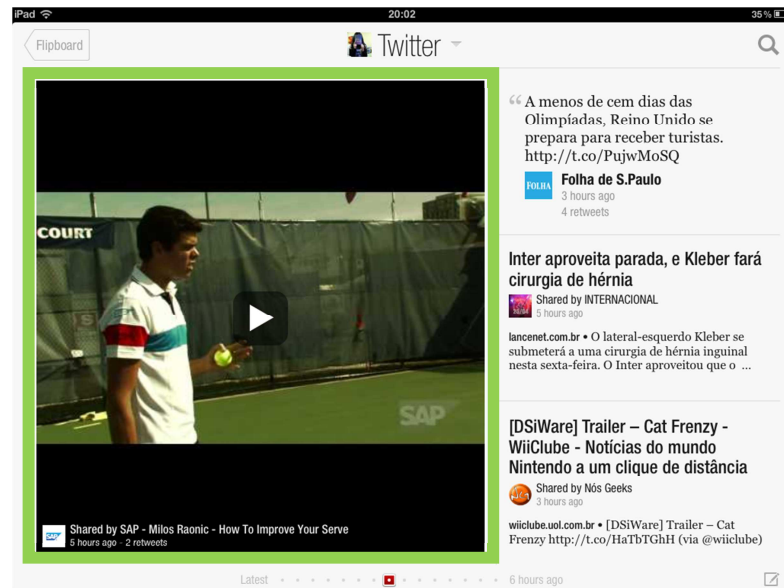 iPad 20:02 35%
Flipboard
Twitter
COURT
SAP
SAP Shared by SAP - Milos Raonic - How To Improve Your Serve
5 hours ago · 2 retweets
“ A menos de cem dias das
Olimpíadas, Reino Unido se
prepara para receber turistas.
http://t.co/PujwMoSQ
FOLHA Folha de S.Paulo
3 hours ago
4 retweets
Inter aproveita parada, e Kleber fará
cirurgia de hérnia
Shared by INTERNACIONAL
5 hours ago
lancenet.com.br • O lateral-esquerdo Kleber se
submeterá a uma cirurgia de hérnia inguinal
nesta sexta-feira. O Inter aproveitou que o ...
[DSiWare] Trailer – Cat Frenzy -
WiiClube - Notícias do mundo
Nintendo a um clique de distância
Shared by Nós Geeks
3 hours ago
wiiclube.uol.com.br • [DSiWare] Trailer – Cat
Frenzy http://t.co/HaTbTGhH (via @wiiclube)
Latest 6 hours ago